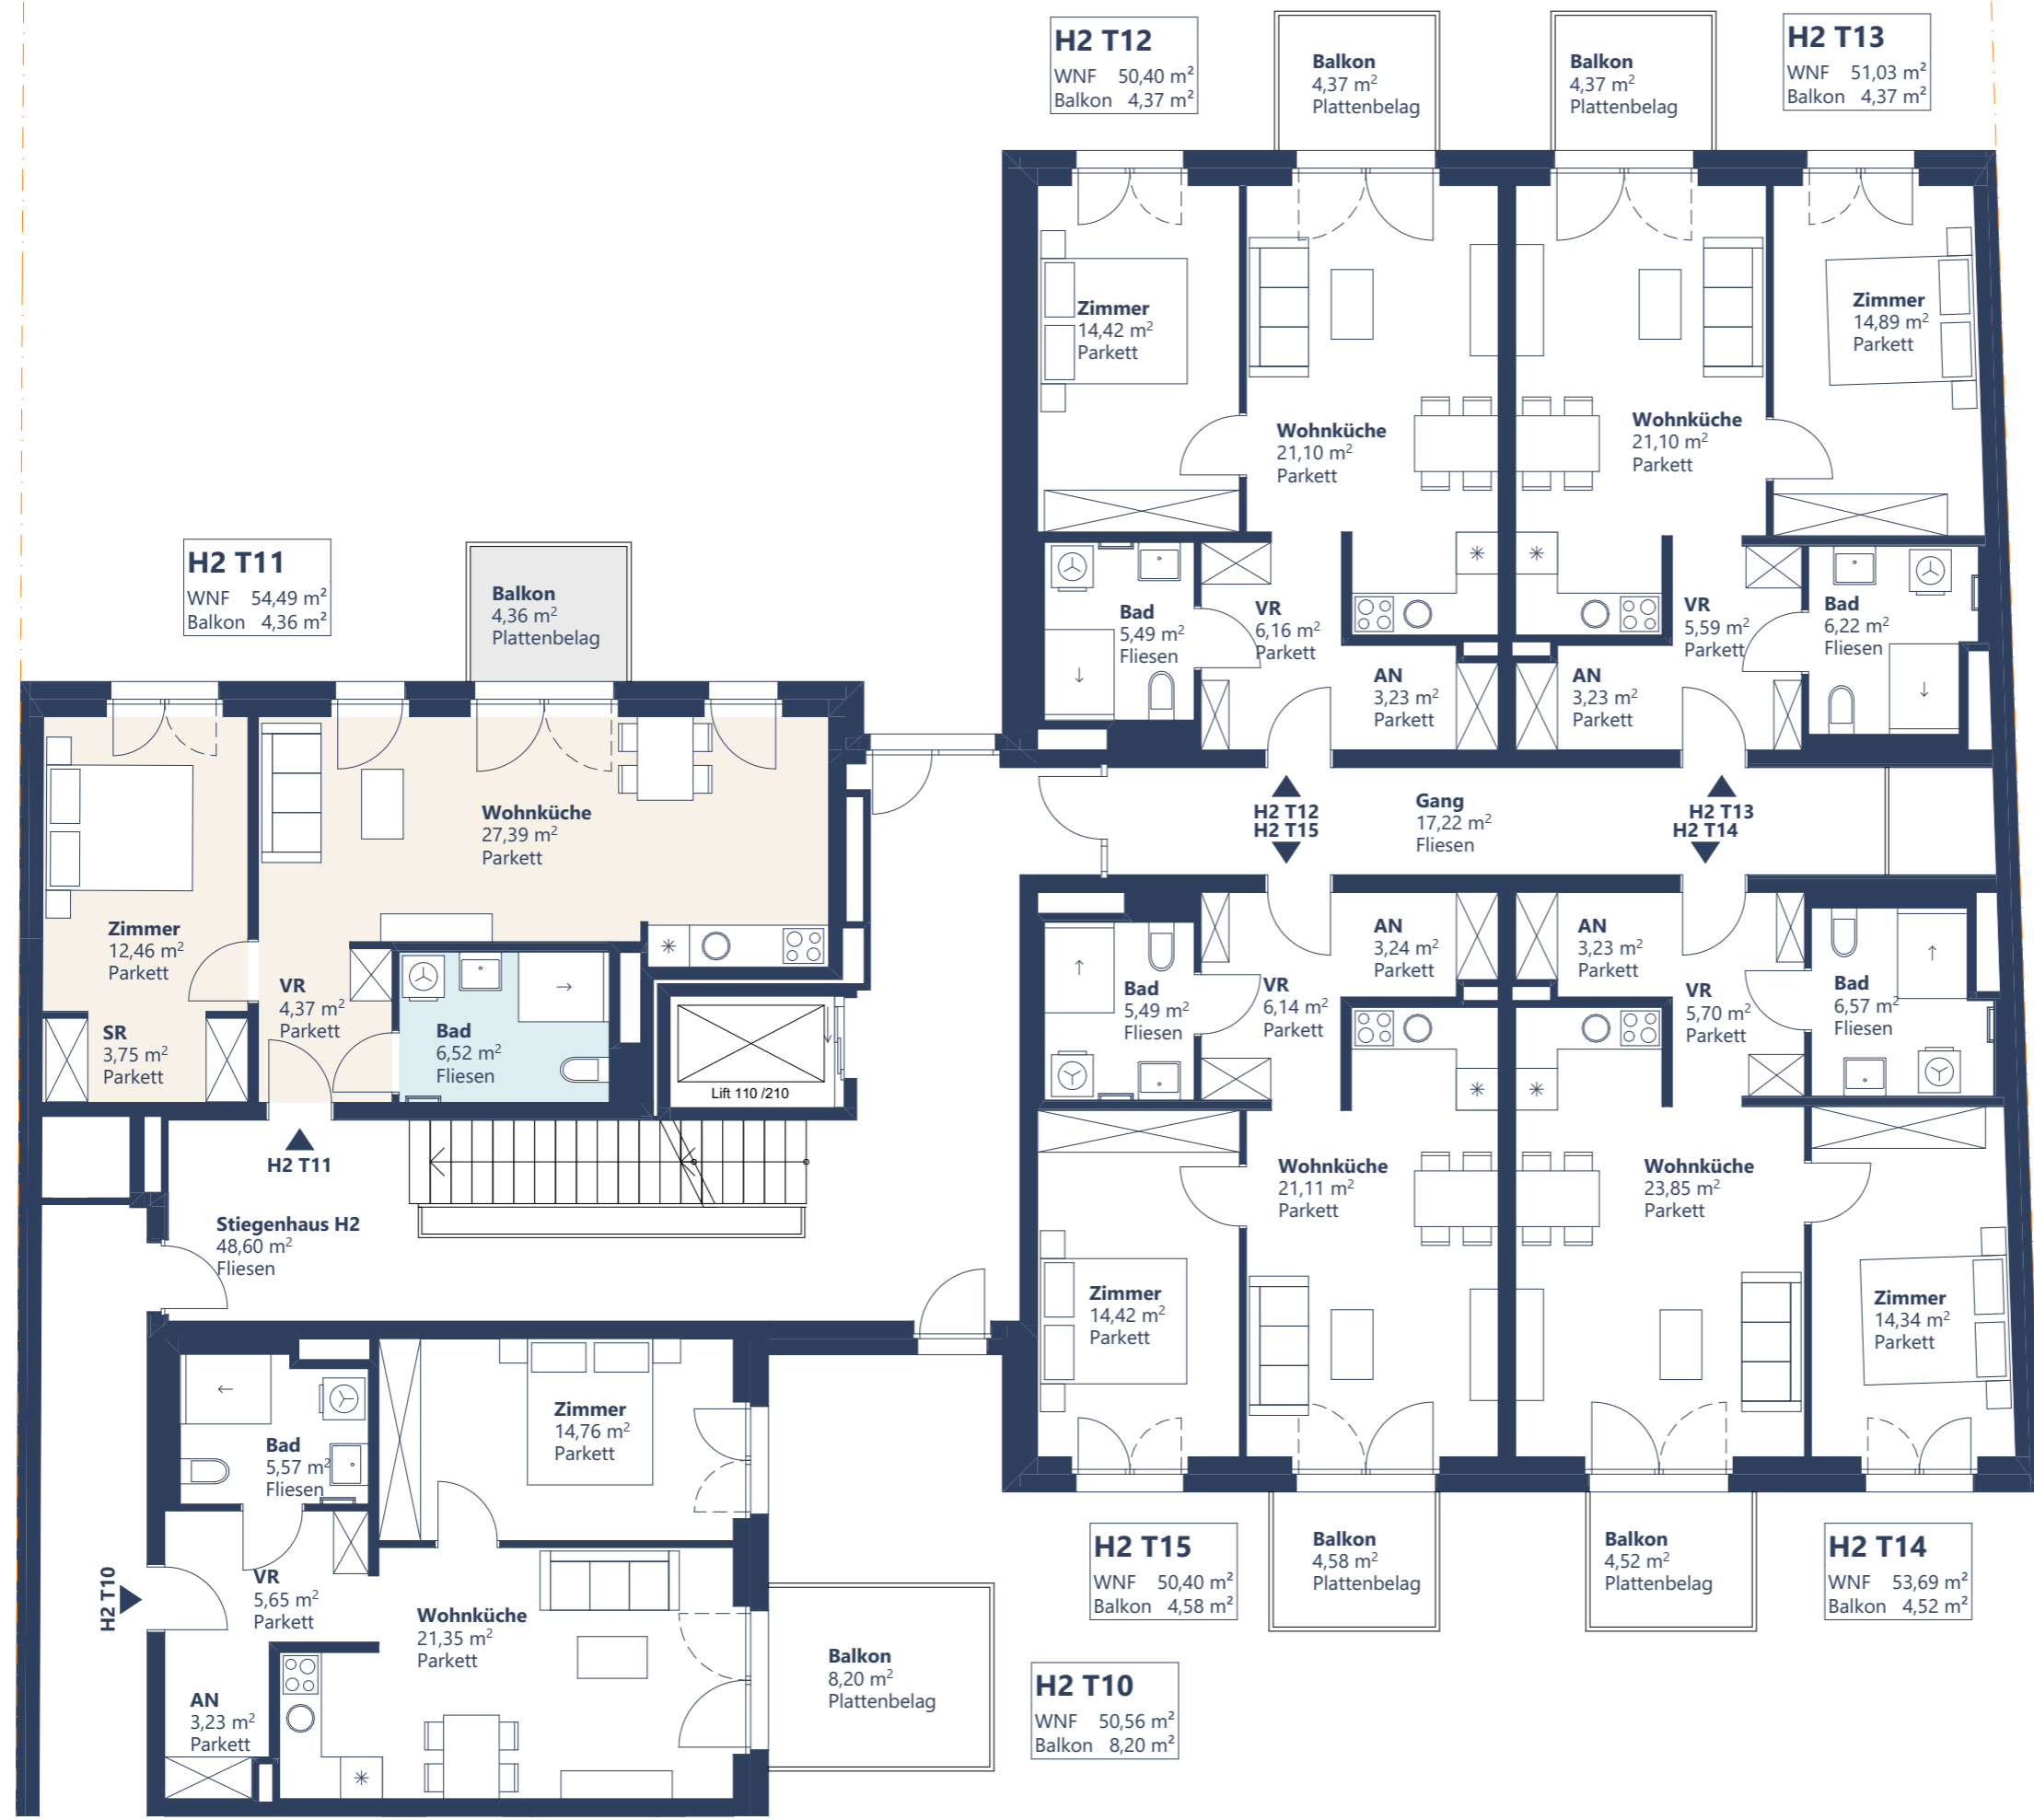 H2 T12
WNF 50,40 m²
Balkon 4,37 m²
Balkon
4,37 m²
Plattenbelag
Balkon
4,37 m²
Plattenbelag
H2 T13
WNF 51,03 m²
Balkon 4,37 m²
Zimmer
14,42 m²
Parkett
Wohnküche
21,10 m²
Parkett
Wohnküche
21,10 m²
Parkett
Zimmer
14,89 m²
Parkett
H2 T11
WNF 54,49 m²
Balkon 4,36 m²
Balkon
4,36 m²
Plattenbelag
Bad
5,49 m²
Fliesen
VR
6,16 m²
Parkett
AN
3,23 m²
Parkett
AN
3,23 m²
Parkett
VR
5,59 m²
Parkett
Bad
6,22 m²
Fliesen
Wohnküche
27,39 m²
Parkett
Zimmer
12,46 m²
Parkett
VR
4,37 m²
Parkett
SR
3,75 m²
Parkett
Bad
6,52 m²
Fliesen
Lift 110 /210
H2 T11
H2 T12
H2 T15
Gang
17,22 m²
Fliesen
H2 T13
H2 T14
Bad
5,49 m²
Fliesen
VR
6,14 m²
Parkett
AN
3,24 m²
Parkett
AN
3,23 m²
Parkett
VR
5,70 m²
Parkett
Bad
6,57 m²
Fliesen
Stiegenhaus H2
48,60 m²
Fliesen
Zimmer
14,42 m²
Parkett
Wohnküche
21,11 m²
Parkett
Wohnküche
23,85 m²
Parkett
Zimmer
14,34 m²
Parkett
Bad
5,57 m²
Fliesen
Zimmer
14,76 m²
Parkett
H2 T10
VR
5,65 m²
Parkett
Wohnküche
21,35 m²
Parkett
AN
3,23 m²
Parkett
Balkon
8,20 m²
Plattenbelag
H2 T15
WNF 50,40 m²
Balkon 4,58 m²
Balkon
4,58 m²
Plattenbelag
Balkon
4,52 m²
Plattenbelag
H2 T14
WNF 53,69 m²
Balkon 4,52 m²
H2 T10
WNF 50,56 m²
Balkon 8,20 m²